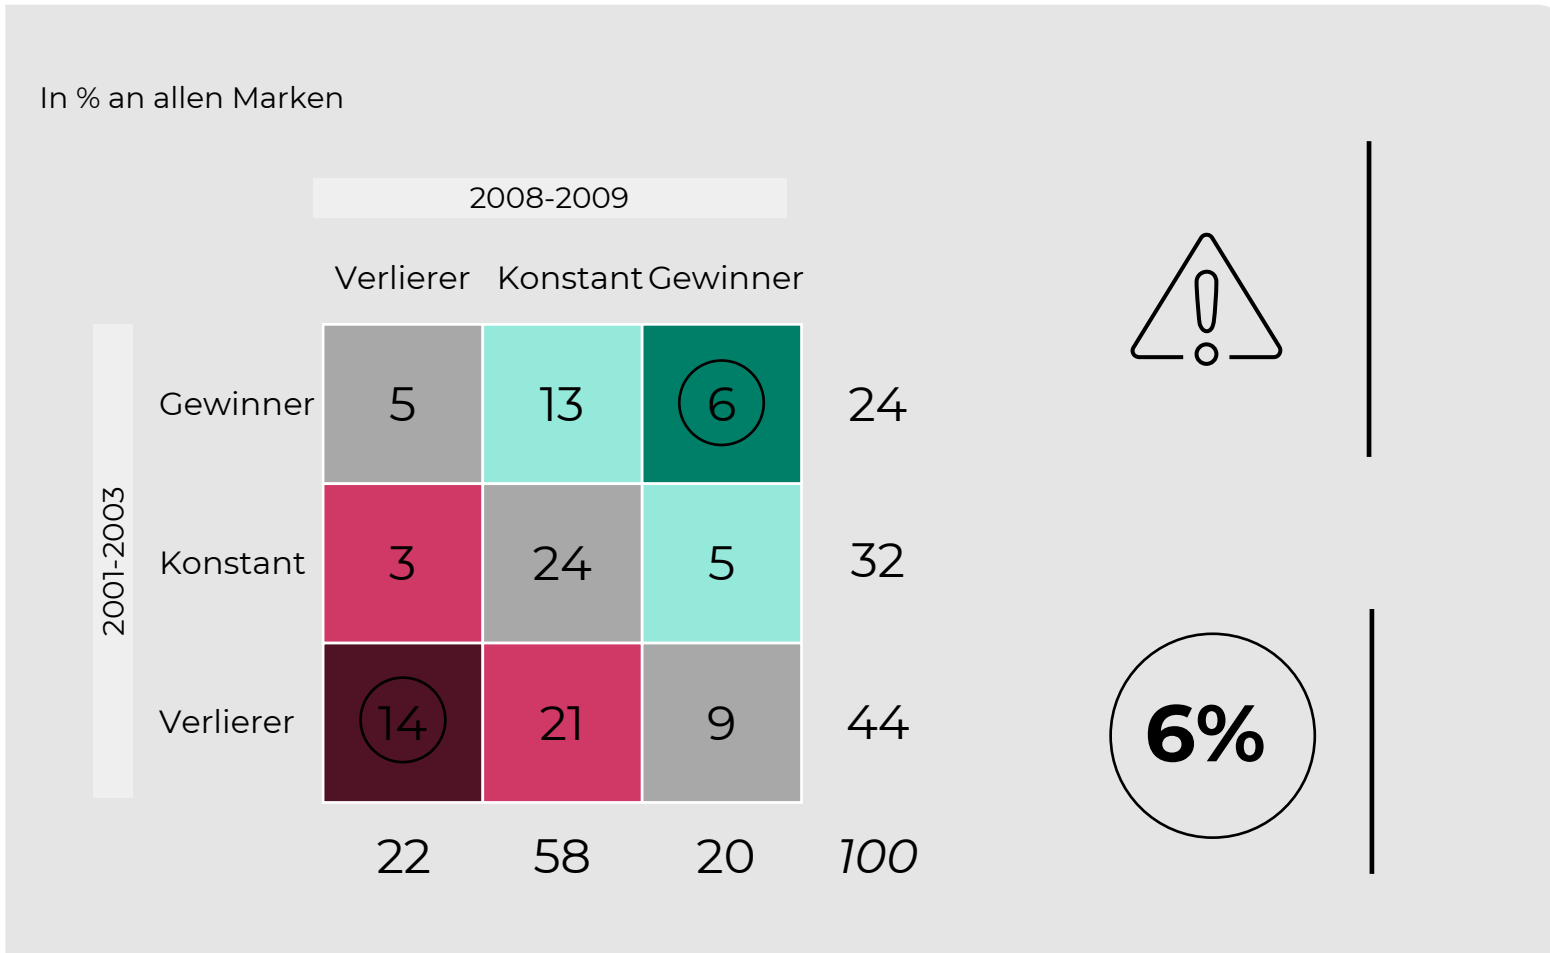 In % an allen Marken
2008-2009
Verlierer Konstant Gewinner
2001-2003
Gewinner 5 13 6 24
Konstant 3 24 5 32
Verlierer 14 21 9 44
22 58 20 100
6%